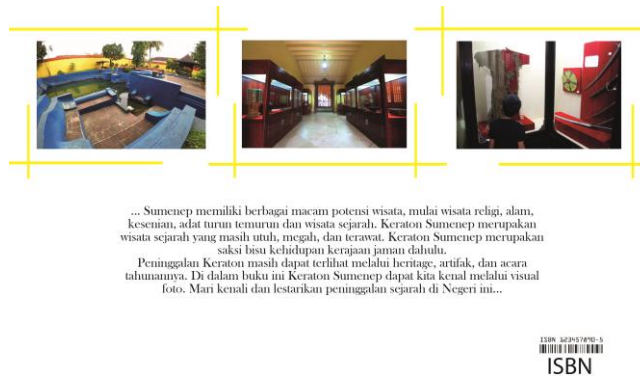 ... Sumenep memiliki berbagai macam potensi wisata, mulai wisata religi, alam,
kesenian, adat turun temurun dan wisata sejarah. Keraton Sumenep merupakan
wisata sejarah yang masih utuh, megah, dan terawat. Keraton Sumenep merupakan
saksi bisu kehidupan kerajaan jaman dahulu.
Peninggalan Keraton masih dapat terlihat melalui heritage, artifak, dan acara
tahunannya. Di dalam buku ini Keraton Sumenep dapat kita kenal melalui visual
foto. Mari kenali dan lestarikan peninggalan sejarah di Negeri ini...
ISBN
ISBN